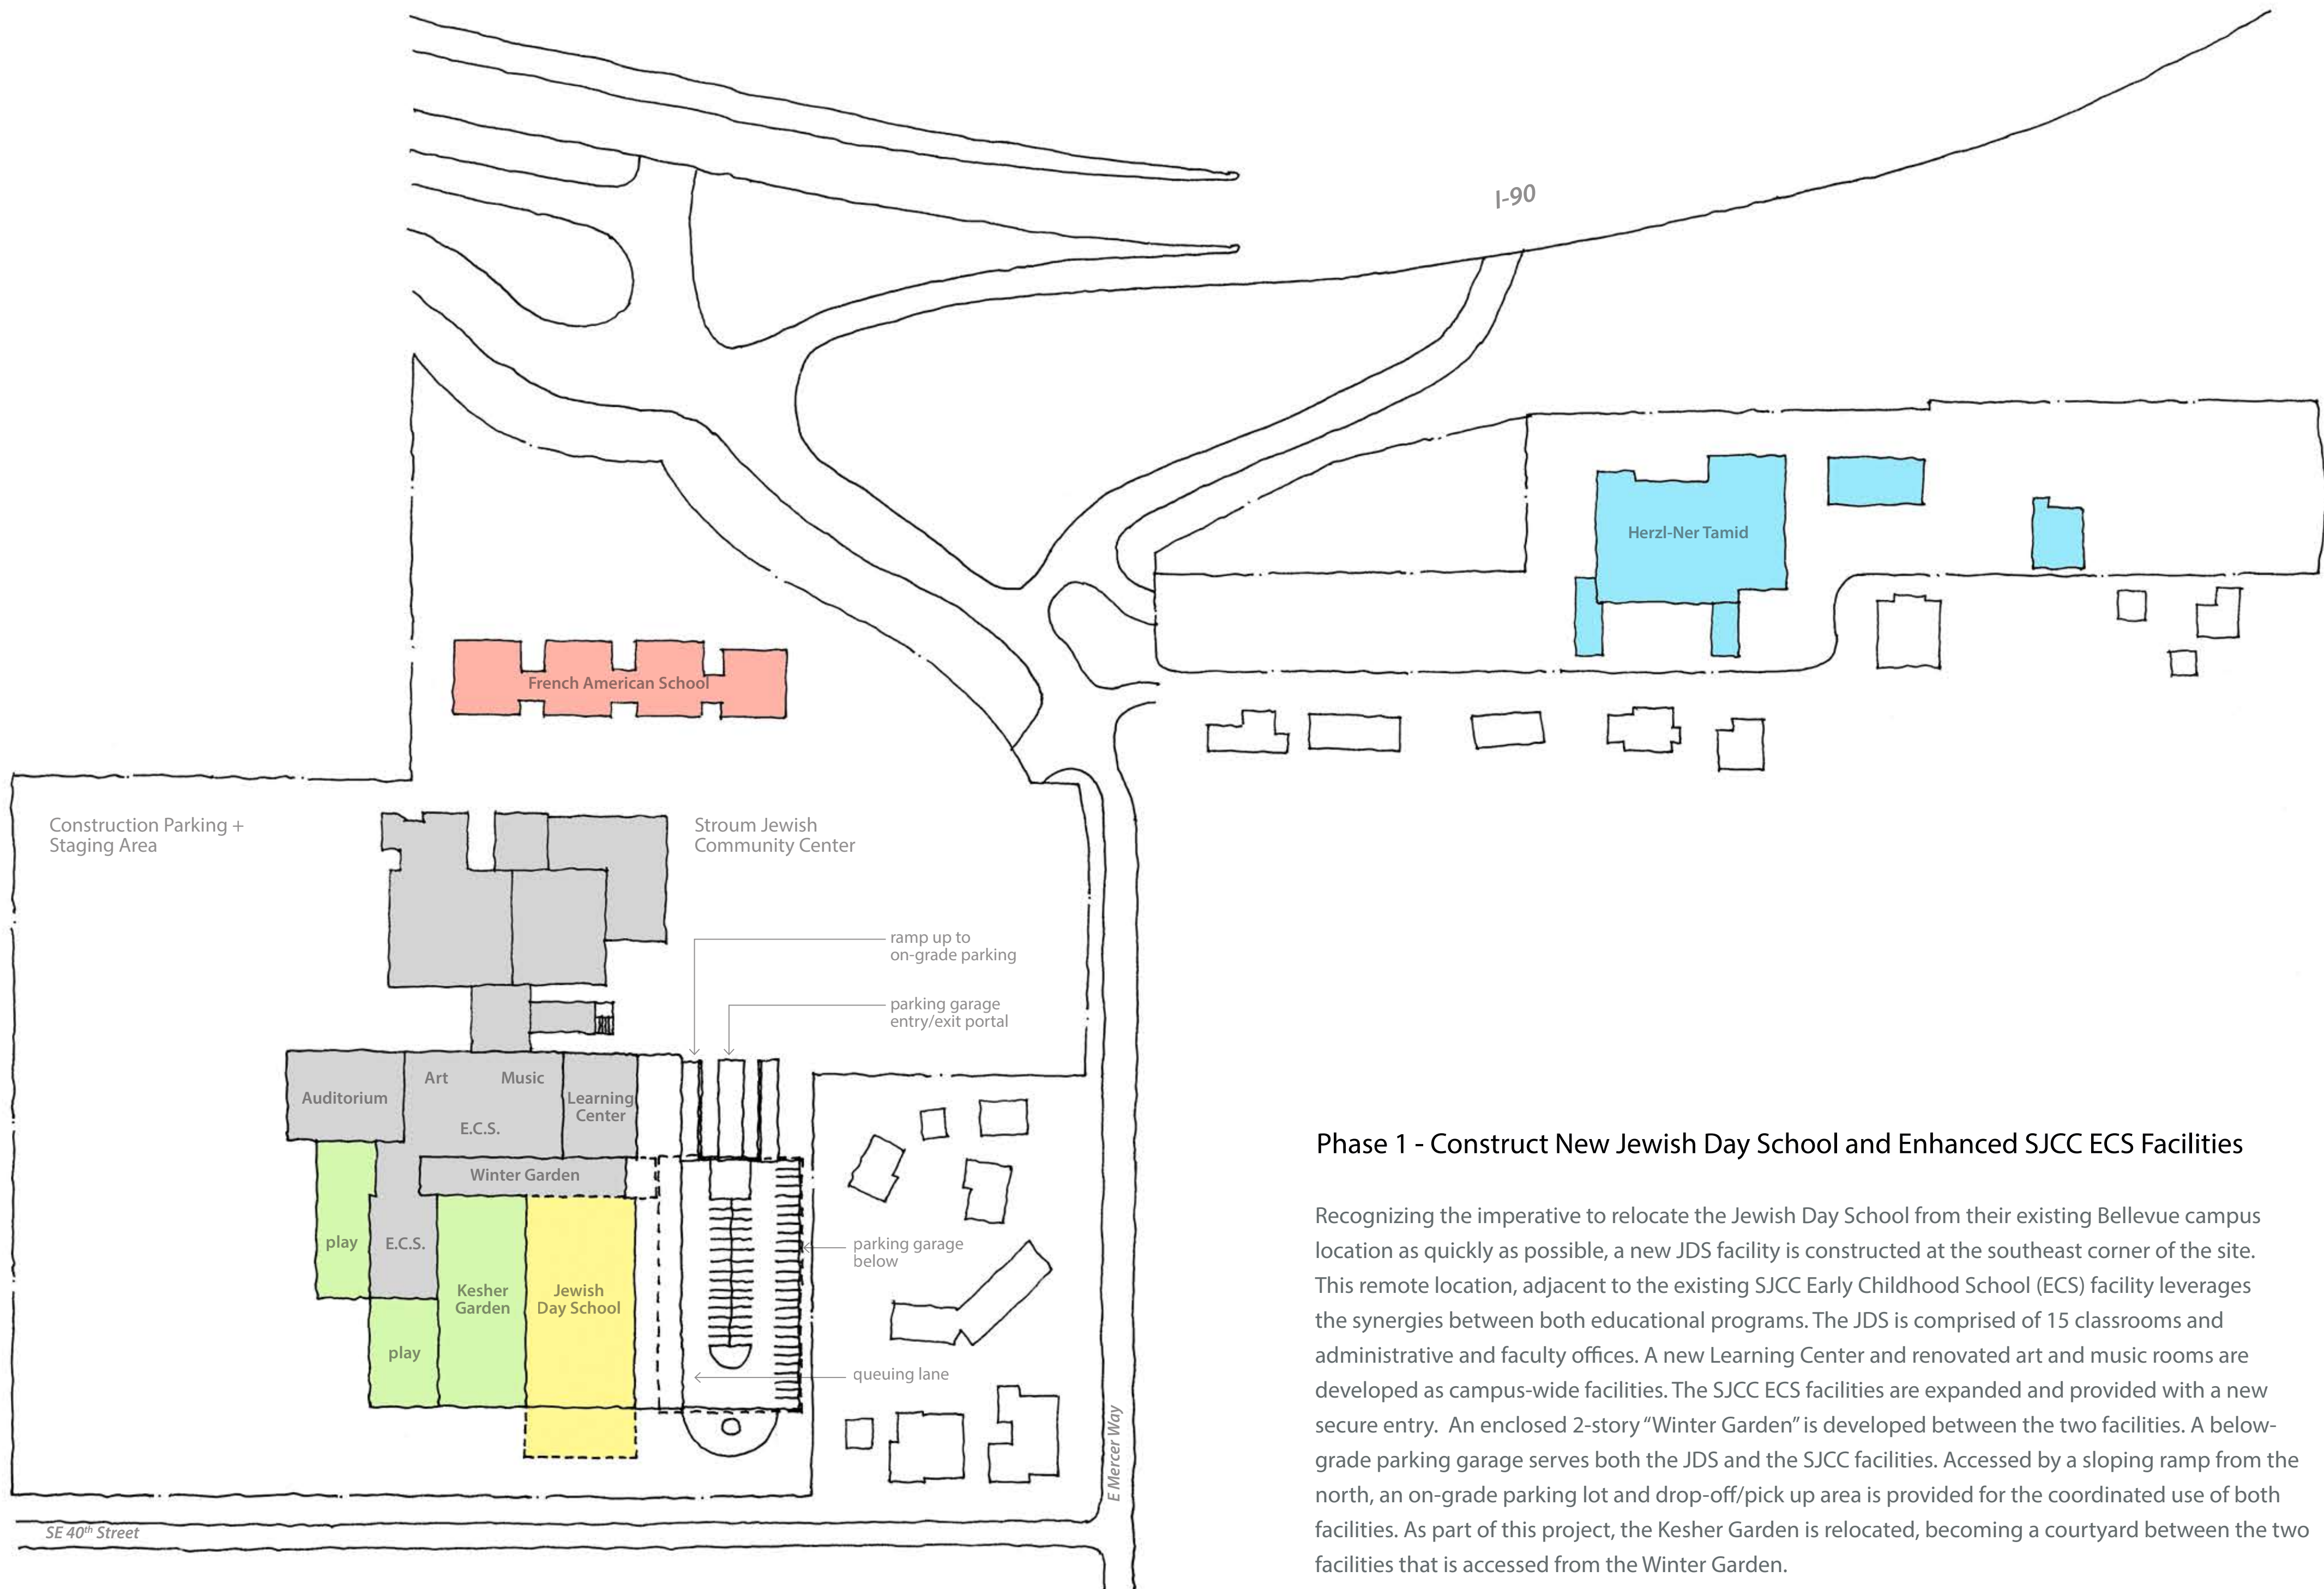 I-90
Herzl-Ner Tamid
French American School
Construction Parking +
Staging Area
Stroum Jewish
Community Center
ramp up to
on-grade parking
parking garage
entry/exit portal
Auditorium
Art
Music
E.C.S.
Learning
Center
Winter Garden
play
E.C.S.
Kesher
Garden
Jewish
Day School
play
parking garage
below
queuing lane
E Mercer Way
SE 40th Street
Phase 1 - Construct New Jewish Day School and Enhanced SJCC ECS Facilities
Recognizing the imperative to relocate the Jewish Day School from their existing Bellevue campus
location as quickly as possible, a new JDS facility is constructed at the southeast corner of the site.
This remote location, adjacent to the existing SJCC Early Childhood School (ECS) facility leverages
the synergies between both educational programs. The JDS is comprised of 15 classrooms and
administrative and faculty offices. A new Learning Center and renovated art and music rooms are
developed as campus-wide facilities. The SJCC ECS facilities are expanded and provided with a new
secure entry.  An enclosed 2-story “Winter Garden” is developed between the two facilities. A below-
grade parking garage serves both the JDS and the SJCC facilities. Accessed by a sloping ramp from the
north, an on-grade parking lot and drop-off/pick up area is provided for the coordinated use of both
facilities. As part of this project, the Kesher Garden is relocated, becoming a courtyard between the two
facilities that is accessed from the Winter Garden.